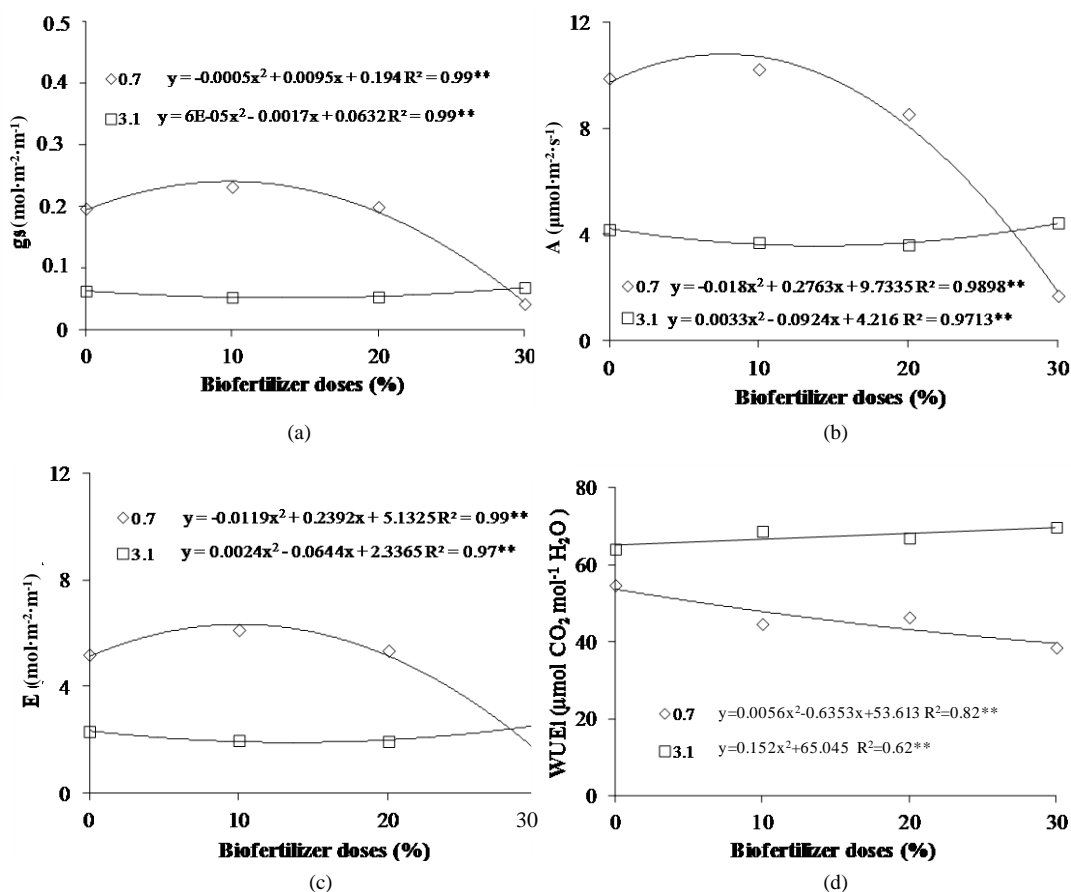 0.5
0.4
0.3
0.2
0.1
0
gs (mol·m⁻²·m⁻¹)
0.7 y = -0.0005x² + 0.0095x + 0.194 R² = 0.99**
3.1 y = 6E-05x² - 0.0017x + 0.0632 R² = 0.99**
0 10 20 30
Biofertilizer doses (%)
(a)
12
8
4
0
A (µmol·m⁻²·s⁻¹)
0.7 y = -0.018x² + 0.2763x + 9.7335 R² = 0.9898**
3.1 y = 0.0033x² - 0.0924x + 4.216 R² = 0.9713**
0 10 20 30
Biofertilizer doses (%)
(b)
12
8
4
0
E ((mol·m⁻²·m⁻¹)
0.7 y = -0.0119x² + 0.2392x + 5.1325 R² = 0.99**
3.1 y = 0.0024x² - 0.0644x + 2.3365 R² = 0.97**
0 10 20 30
Biofertilizer doses (%)
(c)
80
60
40
20
0
WUEi (µmol CO₂ mol⁻¹ H₂O )
0.7 y=0.0056x²-0.6353x+53.613 R²=0.82**
3.1 y=0.152x²+65.045 R²=0.62**
0 10 20 30
Biofertilizer doses (%)
(d)